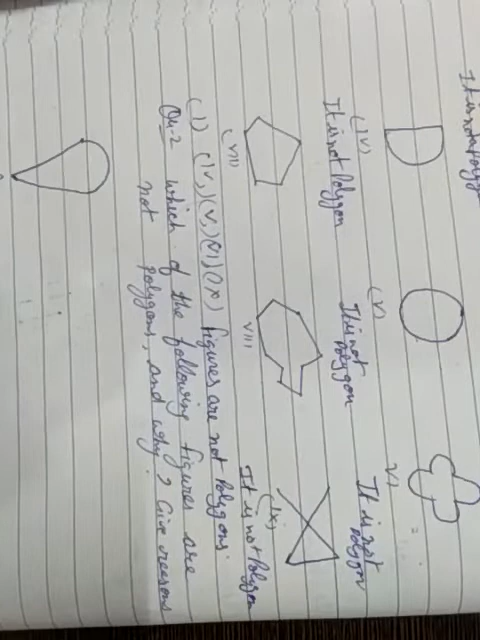 It is not Polygon
(IV)
(V)
VI
It is not Polygon
It is not
Polygon
It is not
Polygon
(VII)
VIII
(IX)
It is not Polygon
(I) (IV,) (V,) (VI) (IX) figures are not Polygons.
Qu-2 which of the following figures are
not polygons, and why? Give reasons